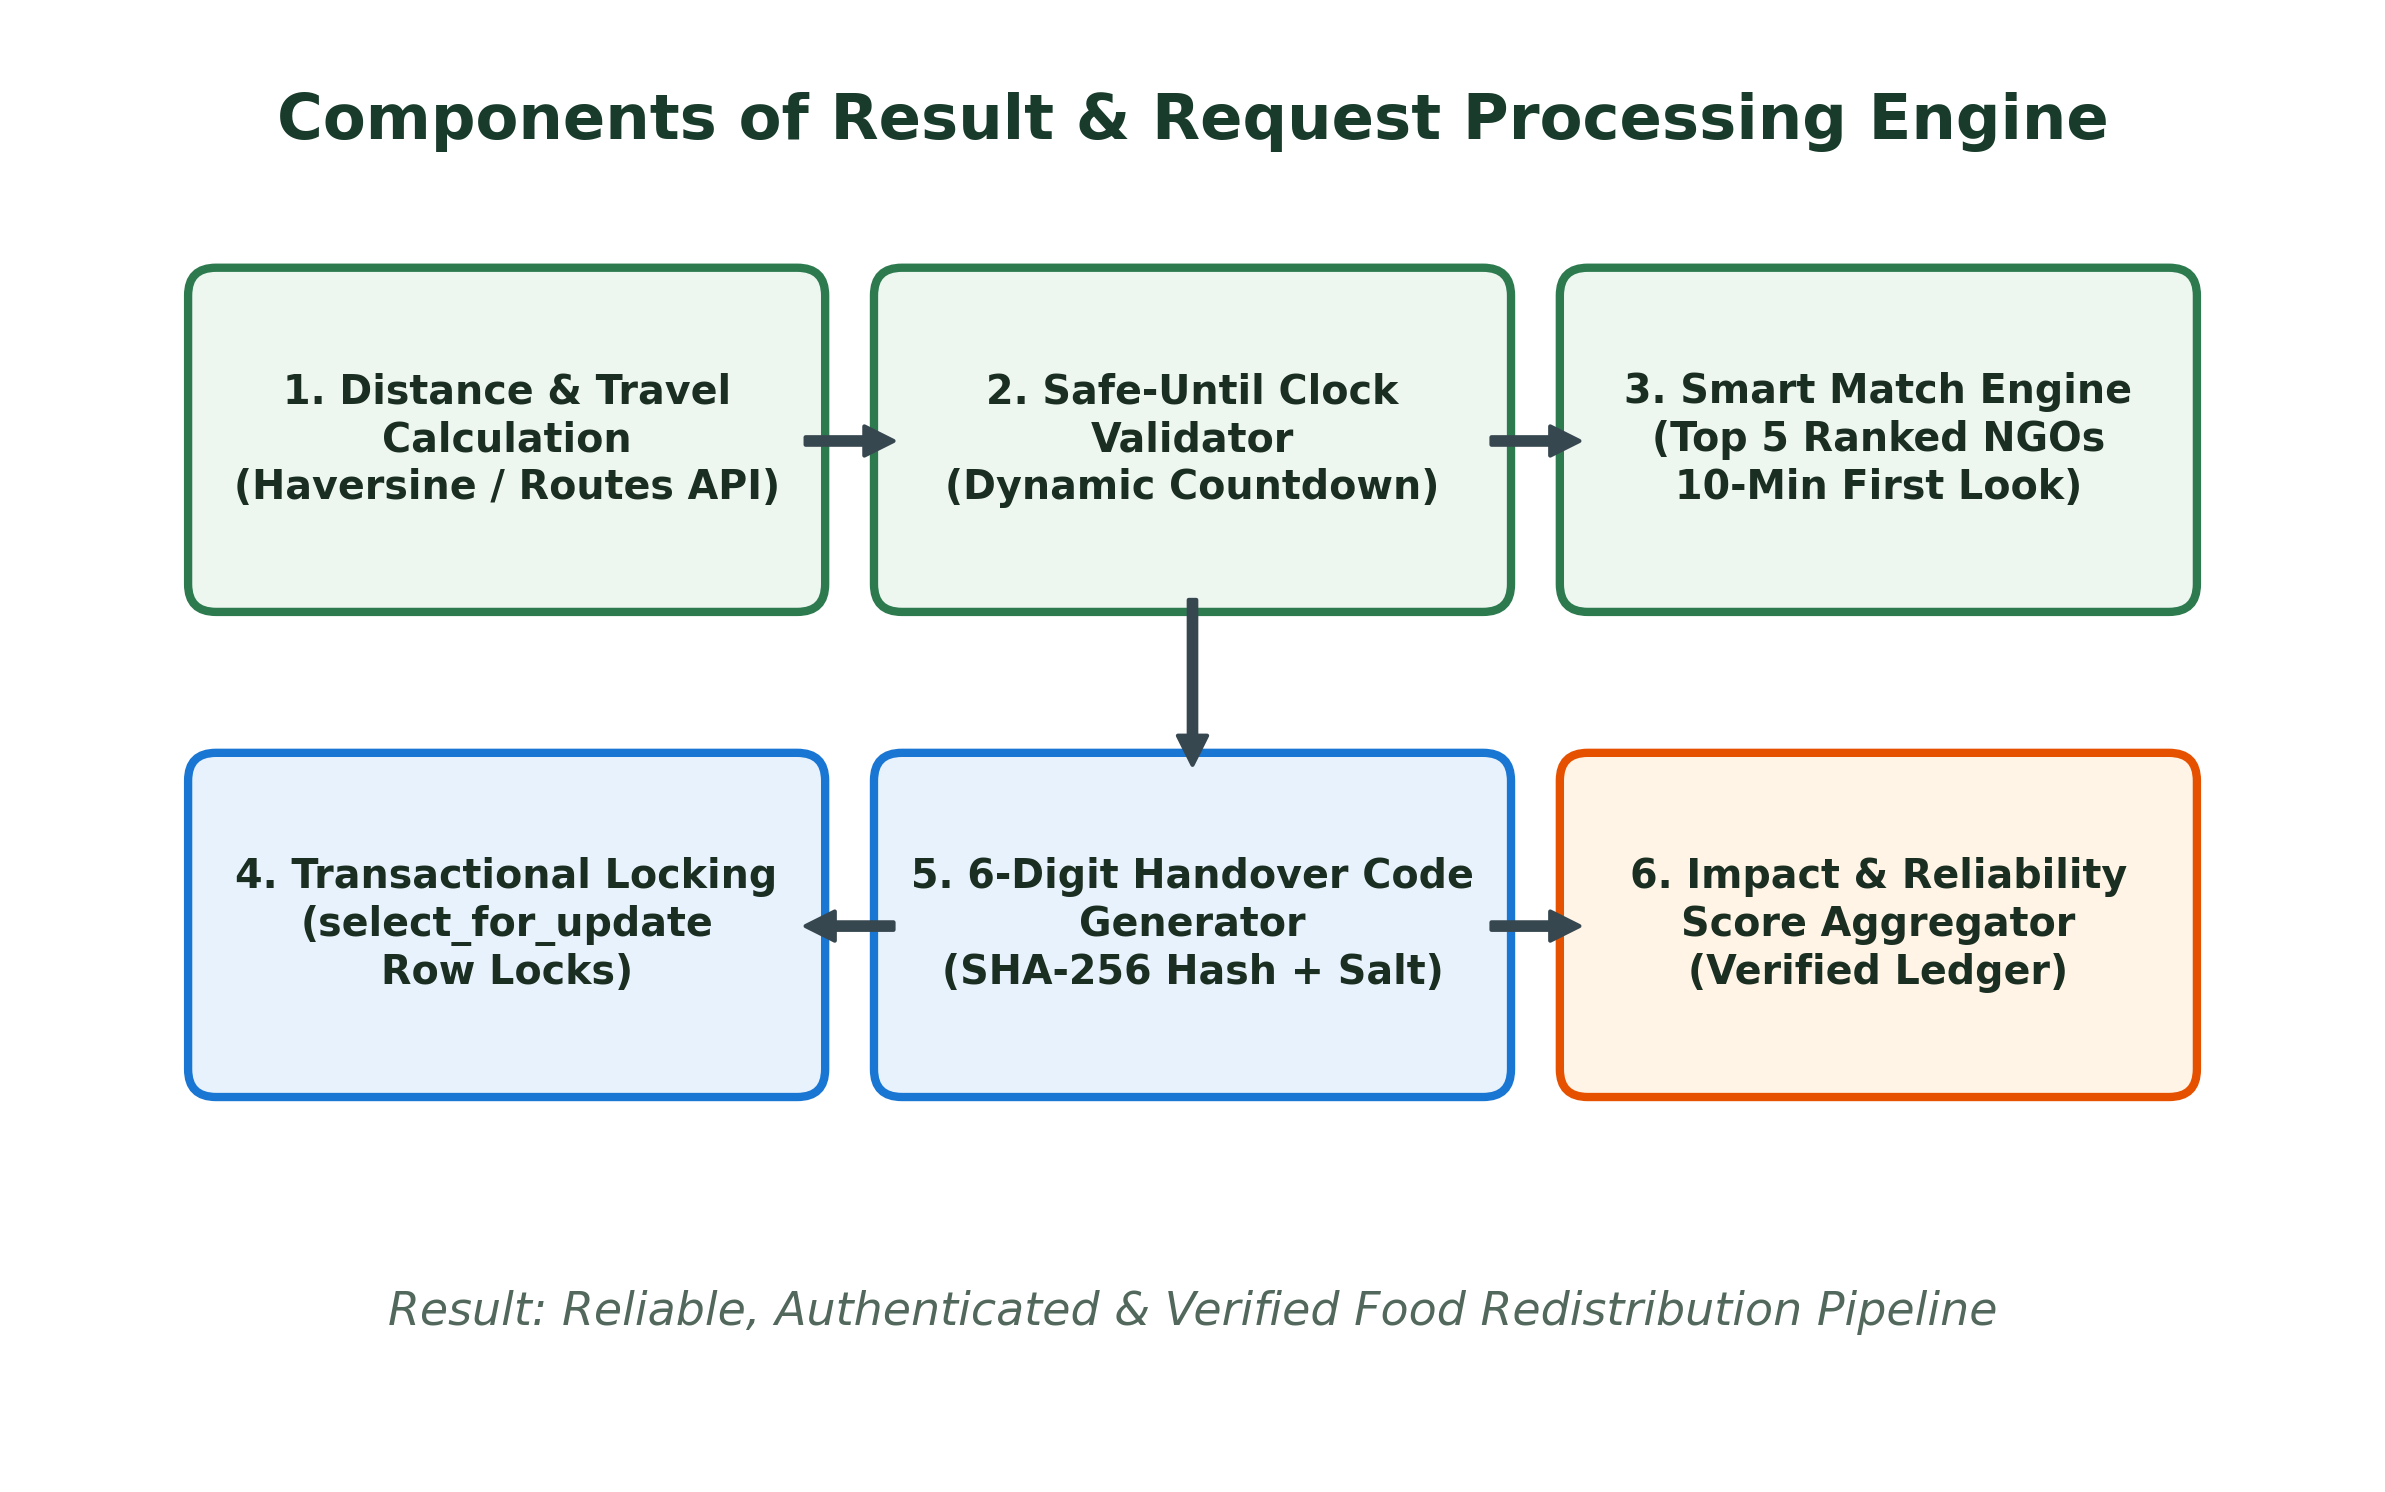 Components of Result & Request Processing Engine
1. Distance & Travel
Calculation
(Haversine / Routes API)
2. Safe-Until Clock
Validator
(Dynamic Countdown)
3. Smart Match Engine
(Top 5 Ranked NGOs
10-Min First Look)
4. Transactional Locking
(select_for_update
Row Locks)
5. 6-Digit Handover Code
Generator
(SHA-256 Hash + Salt)
6. Impact & Reliability
Score Aggregator
(Verified Ledger)
Result: Reliable, Authenticated & Verified Food Redistribution Pipeline